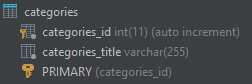 categories
categories_id int(11) (auto increment)
categories_title varchar(255)
PRIMARY (categories_id)